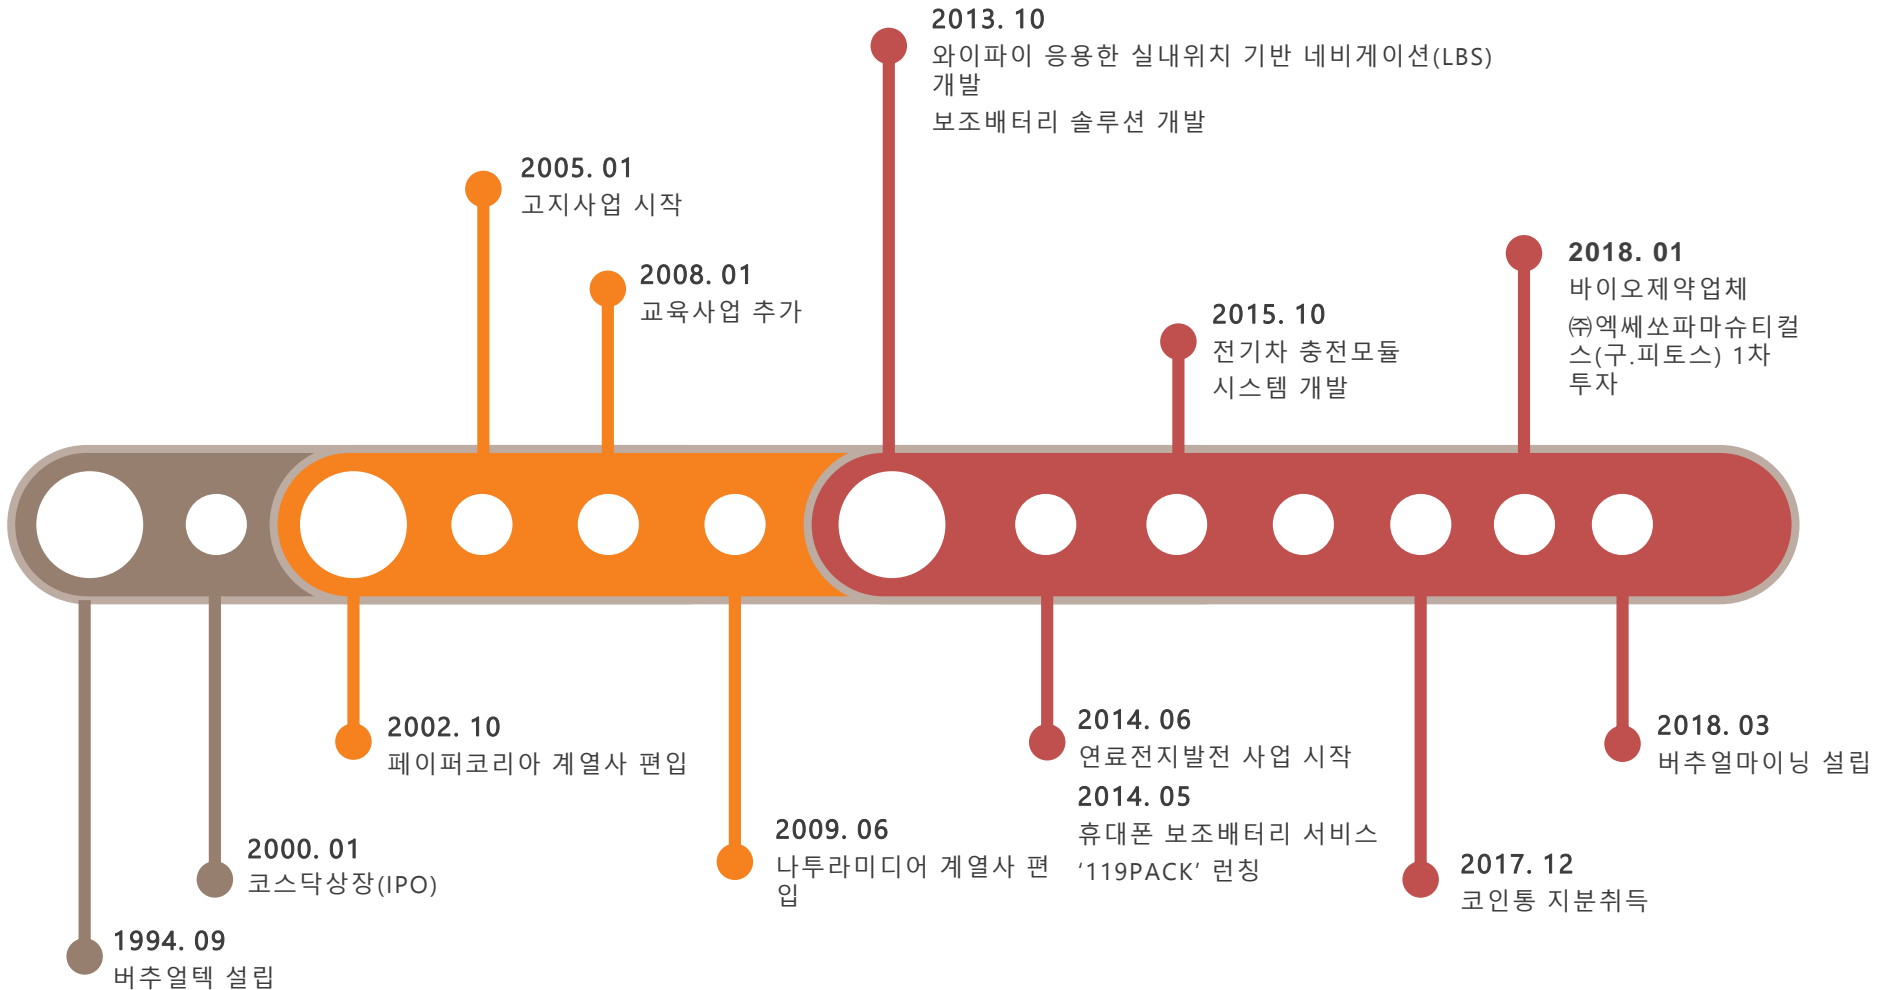 2013. 10
와이파이 응용한 실내위치 기반 네비게이션(LBS)
개발
보조배터리 솔루션 개발
2005. 01
고지사업 시작
2008. 01
교육사업 추가
2015. 10
전기차 충전모듈
시스템 개발
2018. 01
바이오제약업체
㈜엑쎄쏘파마슈티컬
스(구.피토스) 1차
투자
2002. 10
페이퍼코리아 계열사 편입
2000. 01
코스닥상장(IPO)
1994. 09
버추얼텍 설립
2009. 06
나투라미디어 계열사 편
입
2014. 06
연료전지발전 사업 시작
2014. 05
휴대폰 보조배터리 서비스
‘119PACK’ 런칭
2017. 12
코인통 지분취득
2018. 03
버추얼마이닝 설립